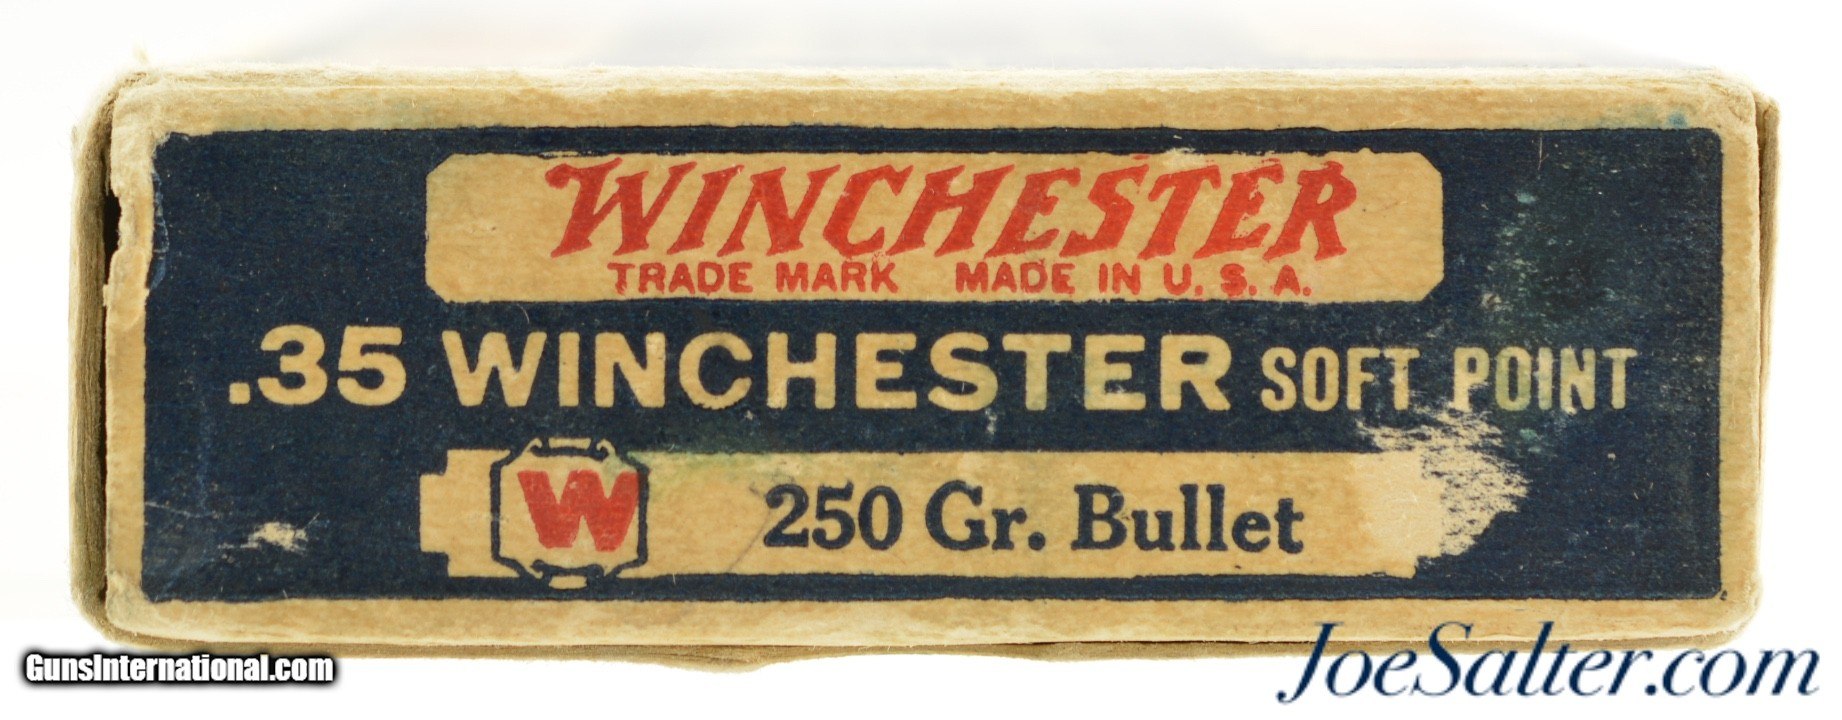 WINCHESTER
TRADE MARK MADE IN U. S. A.
.35 WINCHESTER SOFT POINT
W 250 Gr. Bullet
GunsInternational.com
JoeSalter.com